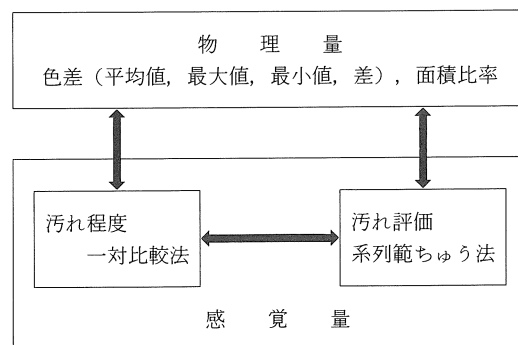 物理量
色差（平均値，最大値，最小値，差），面積比率
汚れ程度
一対比較法
汚れ評価
系列範ちゅう法
感覚量